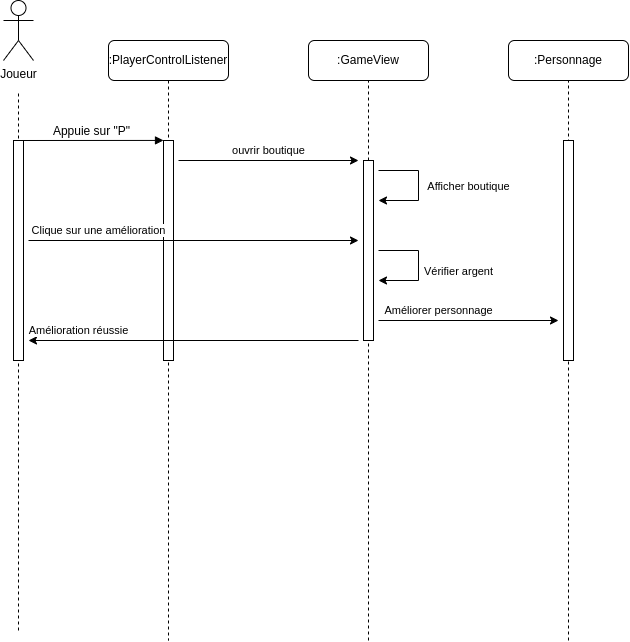 Joueur
:PlayerControlListener
:GameView
:Personnage
Appuie sur "P"
ouvrir boutique
Afficher boutique
Clique sur une amélioration
Vérifier argent
Améliorer personnage
Amélioration réussie